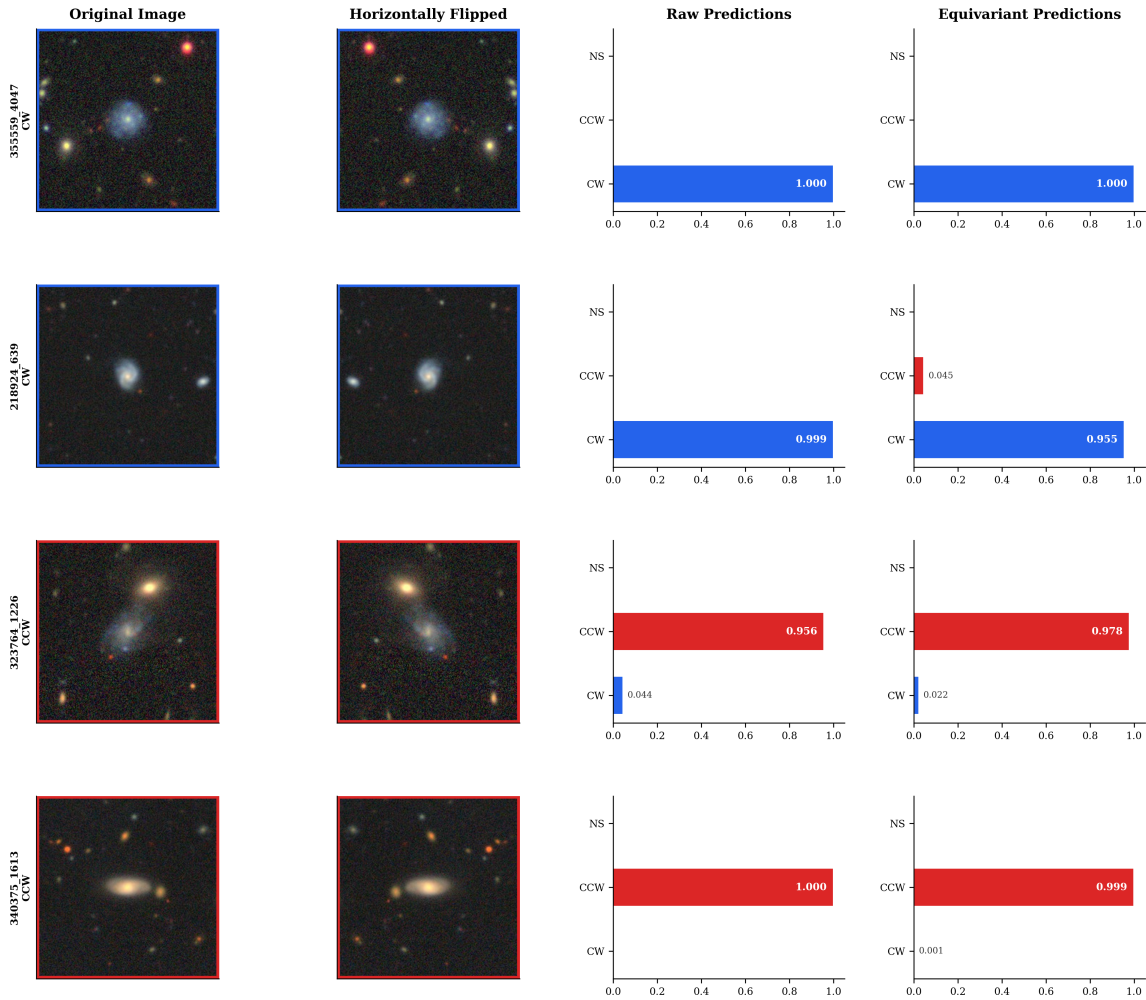 Original Image
Horizontally Flipped
Raw Predictions
Equivariant Predictions
355559_4047
CW
NS
CCW
CW
1.000
0.0 0.2 0.4 0.6 0.8 1.0
NS
CCW
CW
1.000
0.0 0.2 0.4 0.6 0.8 1.0
218924_639
CW
NS
CCW
CW
0.999
0.0 0.2 0.4 0.6 0.8 1.0
NS
CCW
0.045
CW
0.955
0.0 0.2 0.4 0.6 0.8 1.0
323764_1226
CCW
NS
CCW
0.956
CW
0.044
0.0 0.2 0.4 0.6 0.8 1.0
NS
CCW
0.978
CW
0.022
0.0 0.2 0.4 0.6 0.8 1.0
340375_1613
CCW
NS
CCW
1.000
CW
0.0 0.2 0.4 0.6 0.8 1.0
NS
CCW
0.999
CW
0.001
0.0 0.2 0.4 0.6 0.8 1.0